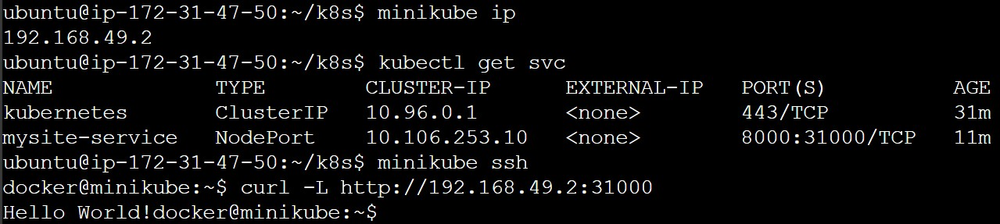 ubuntu@ip-172-31-47-50:~/k8s$ minikube ip
192.168.49.2
ubuntu@ip-172-31-47-50:~/k8s$ kubectl get svc
NAME             TYPE        CLUSTER-IP      EXTERNAL-IP   PORT(S)          AGE
kubernetes       ClusterIP   10.96.0.1       <none>        443/TCP          31m
mysite-service   NodePort    10.106.253.10   <none>        8000:31000/TCP   11m
ubuntu@ip-172-31-47-50:~/k8s$ minikube ssh
docker@minikube:~$ curl -L http://192.168.49.2:31000
Hello World!docker@minikube:~$